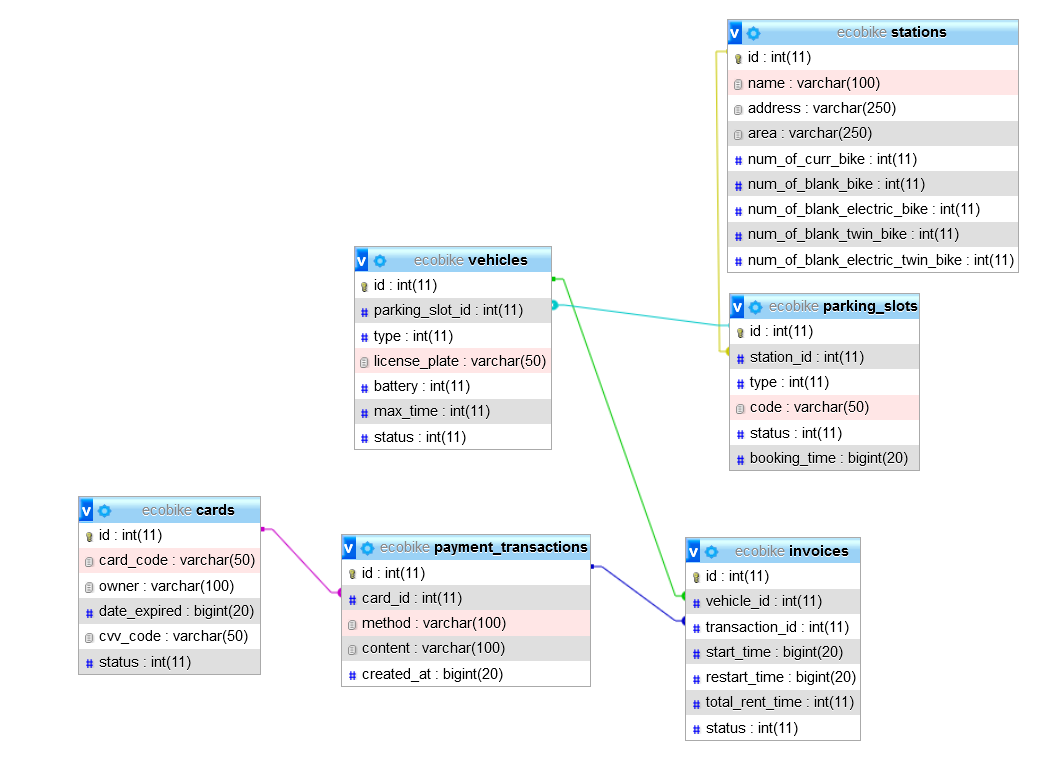 v ecobike stations
id : int(11)
name : varchar(100)
address : varchar(250)
area : varchar(250)
# num_of_curr_bike : int(11)
# num_of_blank_bike : int(11)
# num_of_blank_electric_bike : int(11)
# num_of_blank_twin_bike : int(11)
# num_of_blank_electric_twin_bike : int(11)
v ecobike vehicles
id : int(11)
# parking_slot_id : int(11)
# type : int(11)
license_plate : varchar(50)
# battery : int(11)
# max_time : int(11)
# status : int(11)
v ecobike parking_slots
id : int(11)
# station_id : int(11)
# type : int(11)
code : varchar(50)
# status : int(11)
# booking_time : bigint(20)
v ecobike cards
id : int(11)
card_code : varchar(50)
owner : varchar(100)
# date_expired : bigint(20)
cvv_code : varchar(50)
# status : int(11)
v ecobike payment_transactions
id : int(11)
# card_id : int(11)
method : varchar(100)
content : varchar(100)
# created_at : bigint(20)
v ecobike invoices
id : int(11)
# vehicle_id : int(11)
# transaction_id : int(11)
# start_time : bigint(20)
# restart_time : bigint(20)
# total_rent_time : int(11)
# status : int(11)